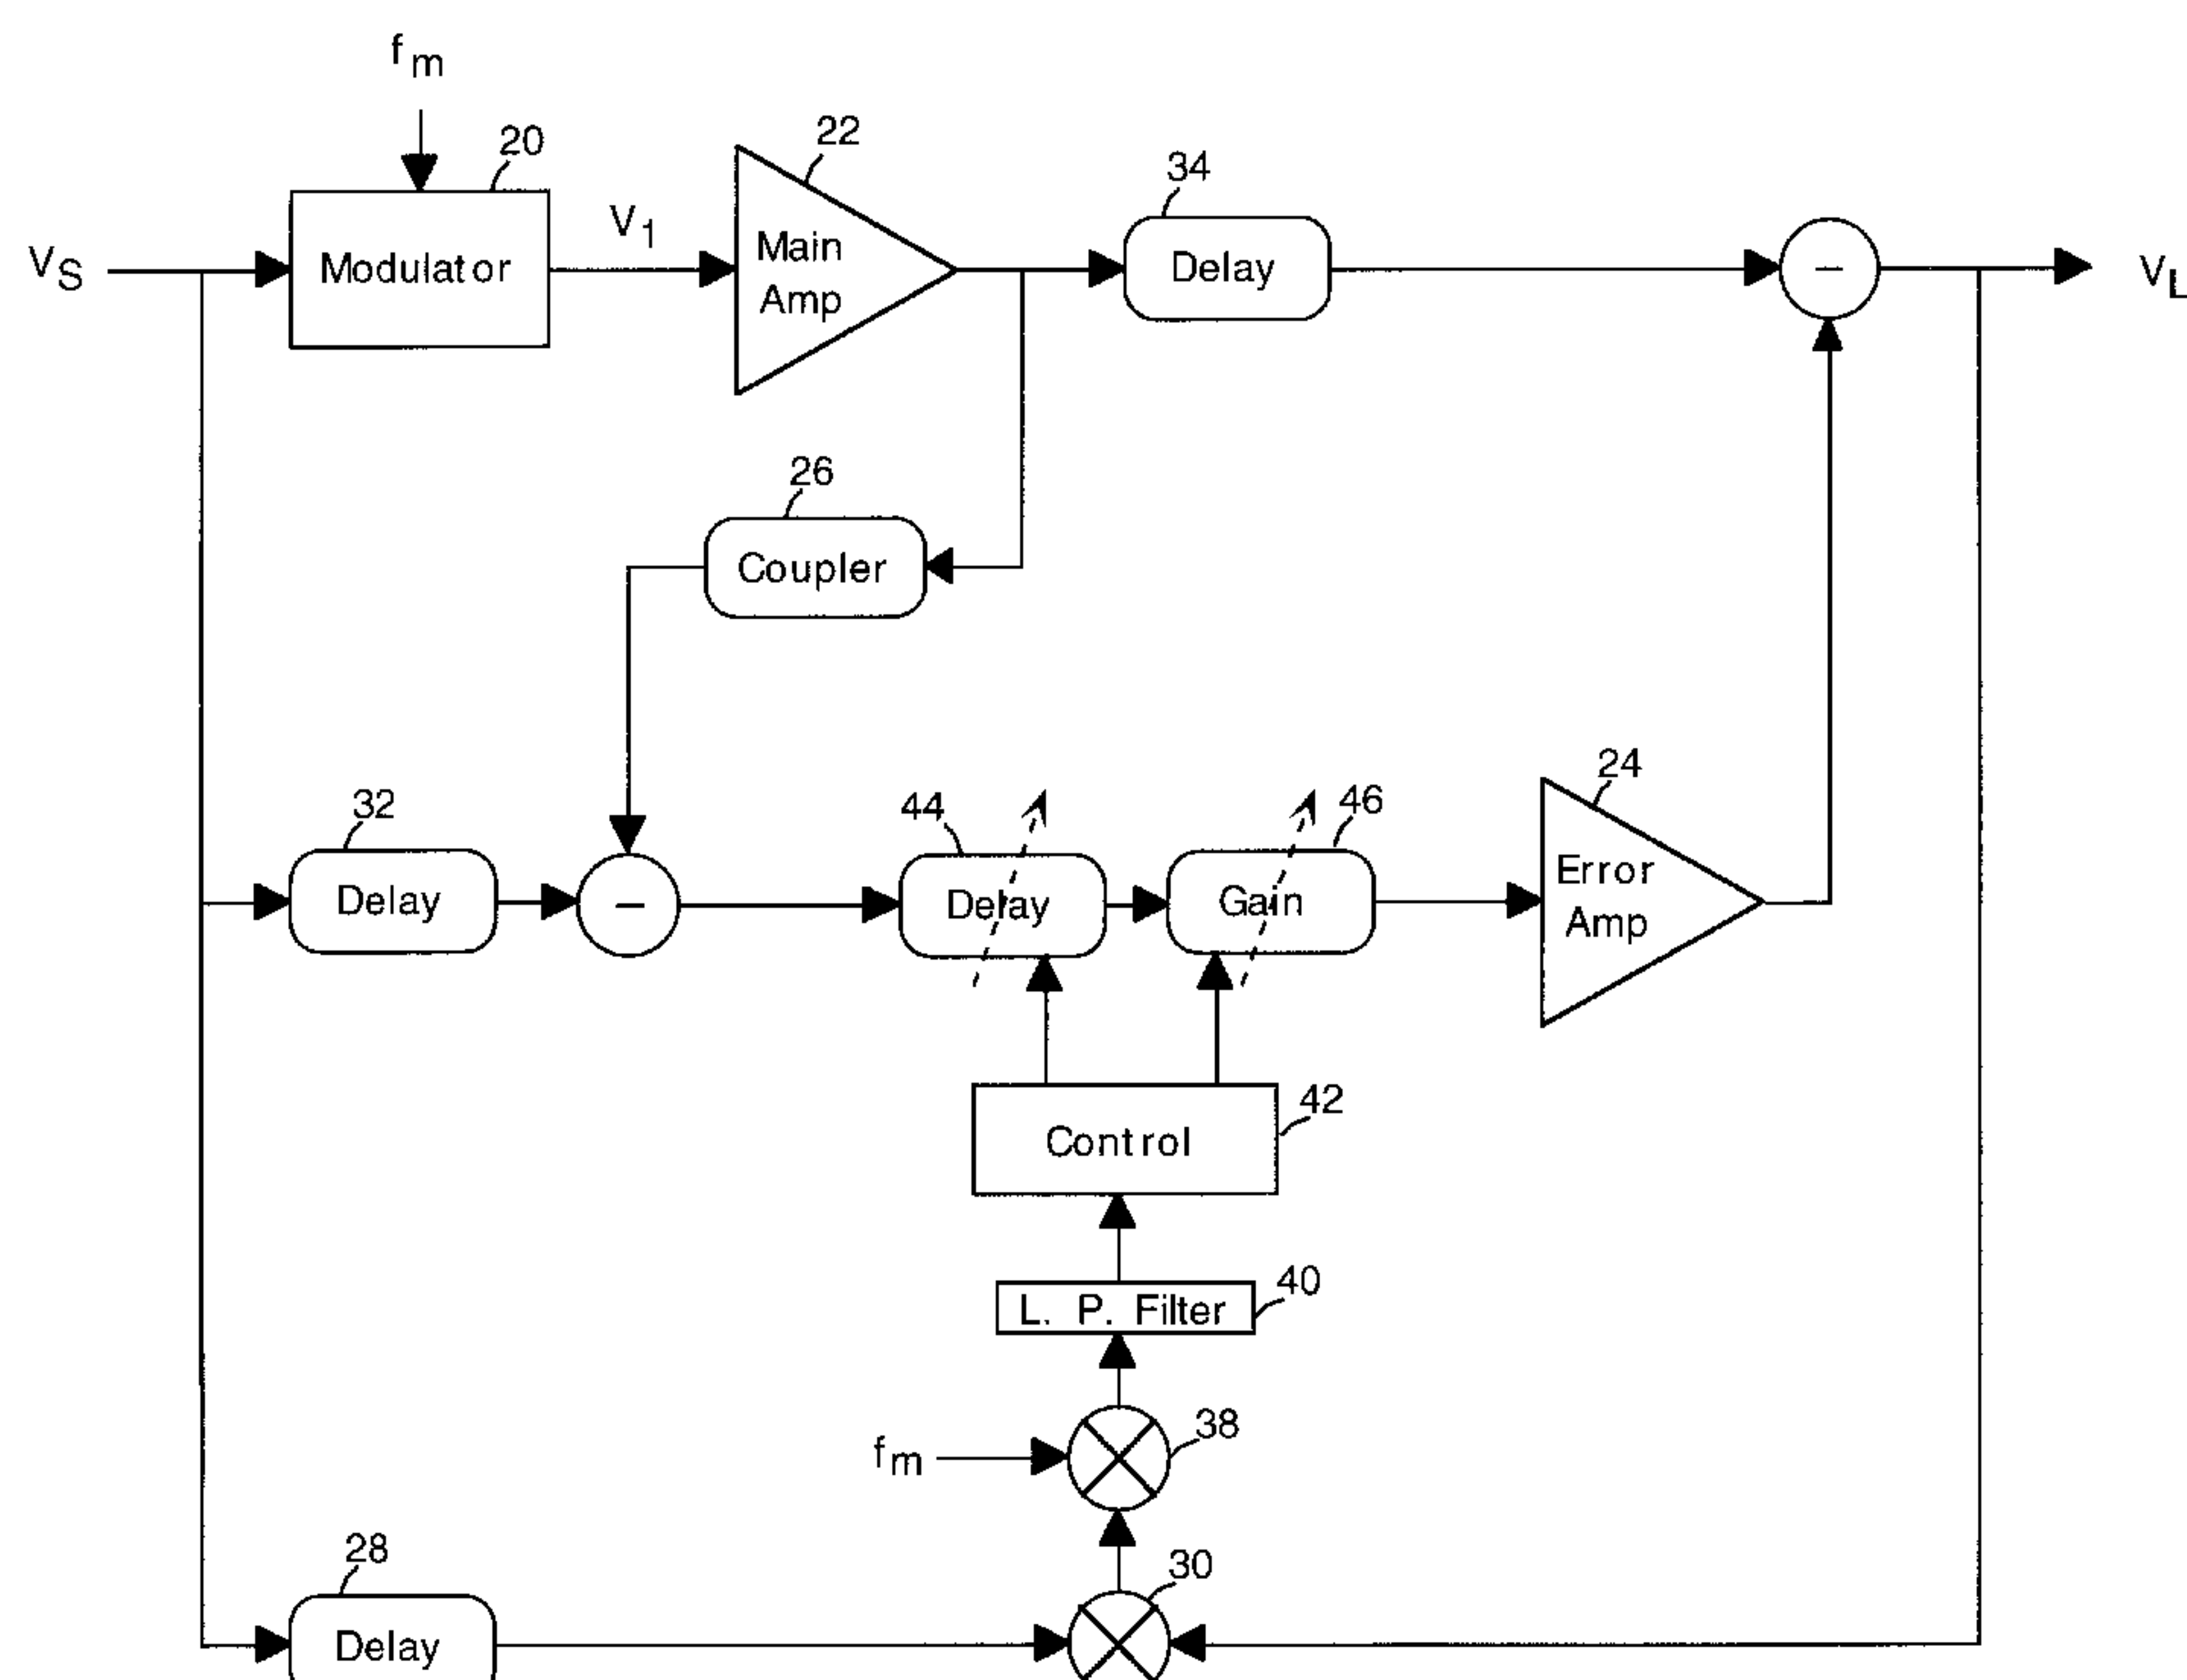 fm
20
22
34
VS
Modulator
V1
Main
Amp
Delay
−
VL
26
Coupler
32
44
46
24
Delay
−
Delay
Gain
Error
Amp
42
Control
40
L. P. Filter
fm
38
28
30
Delay